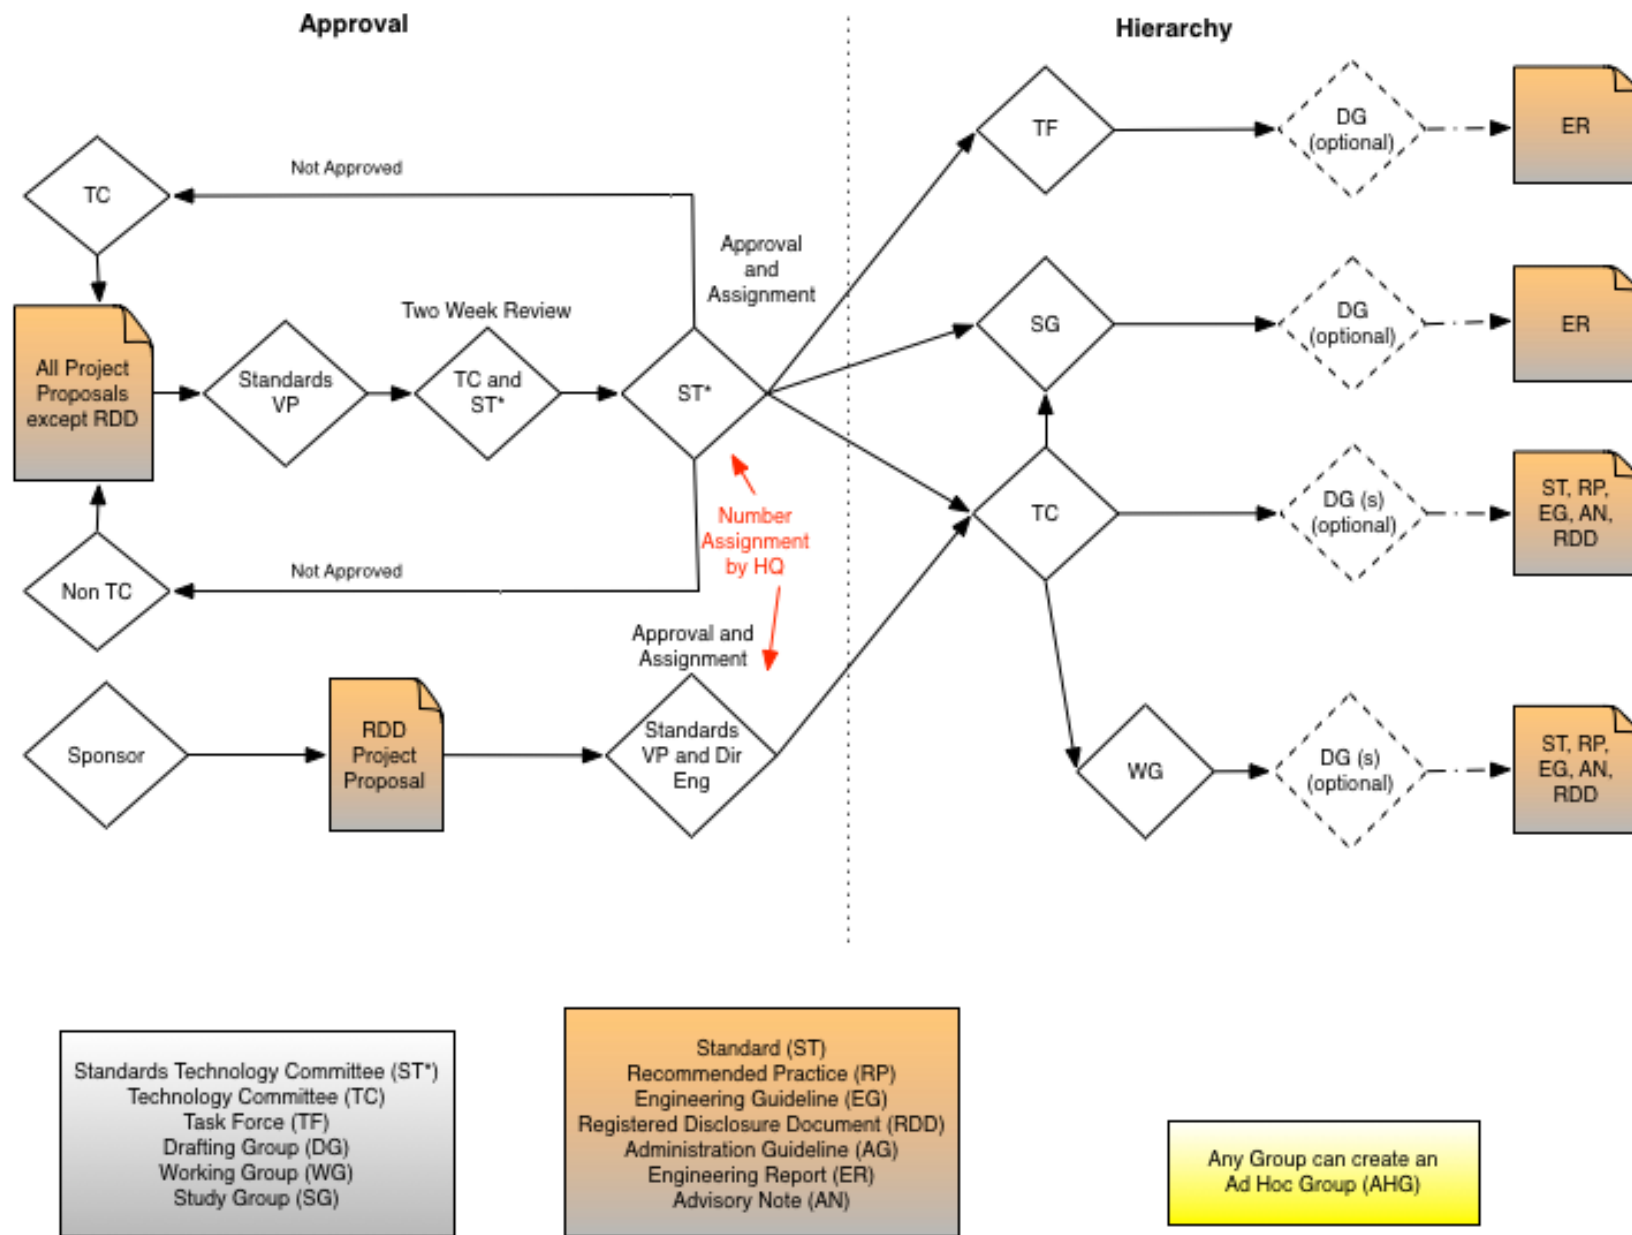 Approval
Hierarchy
TC
Not Approved
Approval
and
Assignment
All Project
Proposals
except RDD
Standards
VP
Two Week Review
TC and
ST*
ST*
Number
Assignment
by HQ
Non TC
Not Approved
Approval and
Assignment
Sponsor
RDD
Project
Proposal
Standards
VP and Dir
Eng
TF
DG
(optional)
ER
SG
DG
(optional)
ER
TC
DG (s)
(optional)
ST, RP,
EG, AN,
RDD
WG
DG (s)
(optional)
ST, RP,
EG, AN,
RDD
Standards Technology Committee (ST*)
Technology Committee (TC)
Task Force (TF)
Drafting Group (DG)
Working Group (WG)
Study Group (SG)
Standard (ST)
Recommended Practice (RP)
Engineering Guideline (EG)
Registered Disclosure Document (RDD)
Administration Guideline (AG)
Engineering Report (ER)
Advisory Note (AN)
Any Group can create an
Ad Hoc Group (AHG)